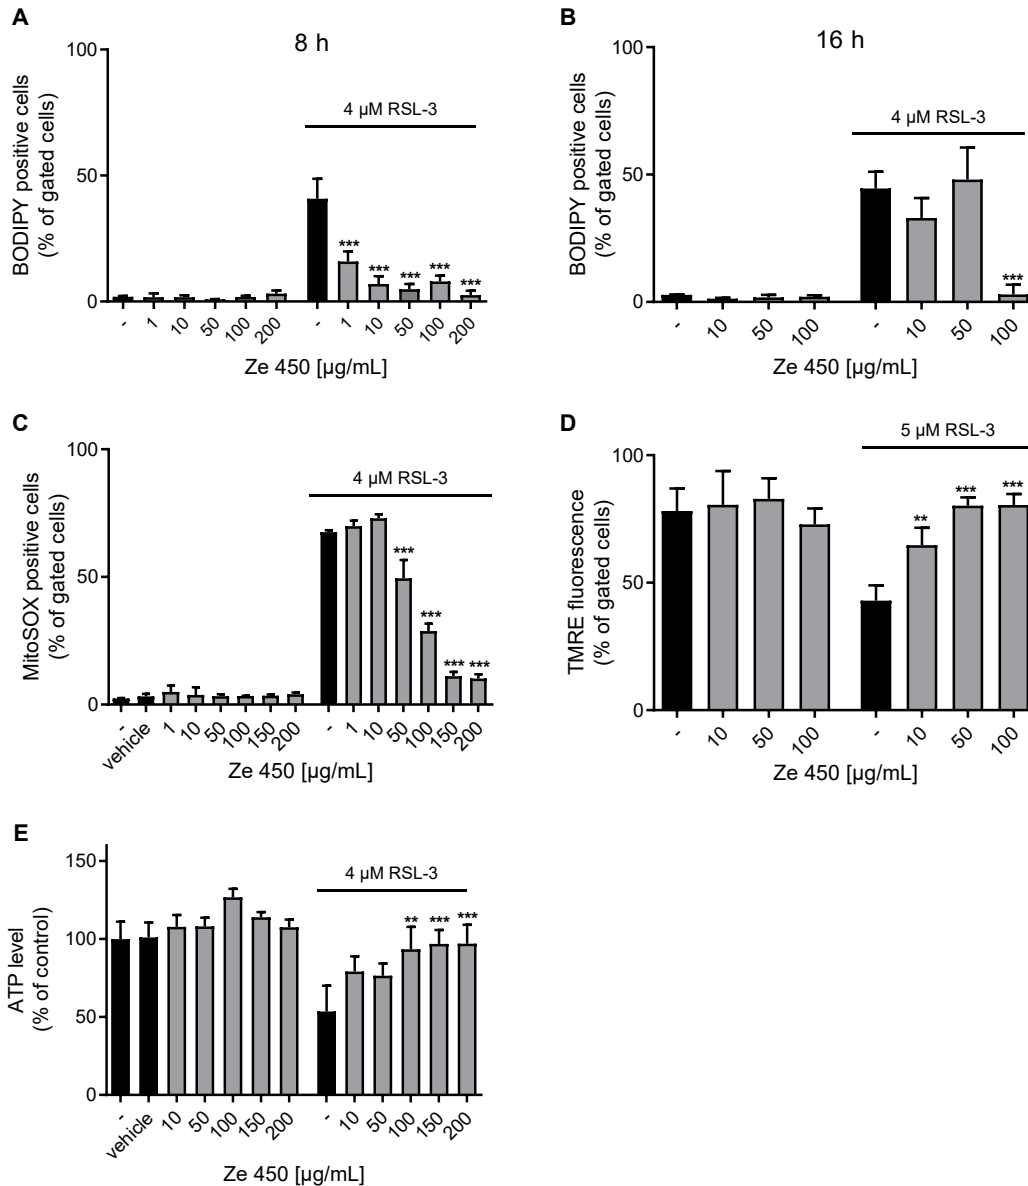 A
8 h
BODIPY positive cells
(% of gated cells)
100
50
0
4 µM RSL-3
***
***
***
***
***
-
1
10
50
100
200
-
1
10
50
100
200
Ze 450 [µg/mL]
B
16 h
BODIPY positive cells
(% of gated cells)
100
50
0
4 µM RSL-3
***
-
10
50
100
-
10
50
100
Ze 450 [µg/mL]
C
MitoSOX positive cells
(% of gated cells)
100
50
0
4 µM RSL-3
***
***
***
***
-
vehicle
1
10
50
100
150
200
-
1
10
50
100
150
200
Ze 450 [µg/mL]
D
TMRE fluorescence
(% of gated cells)
100
50
0
5 µM RSL-3
**
***
***
-
10
50
100
-
10
50
100
Ze 450 [µg/mL]
E
ATP level
(% of control)
150
100
50
0
4 µM RSL-3
**
***
***
-
vehicle
10
50
100
150
200
-
10
50
100
150
200
Ze 450 [µg/mL]